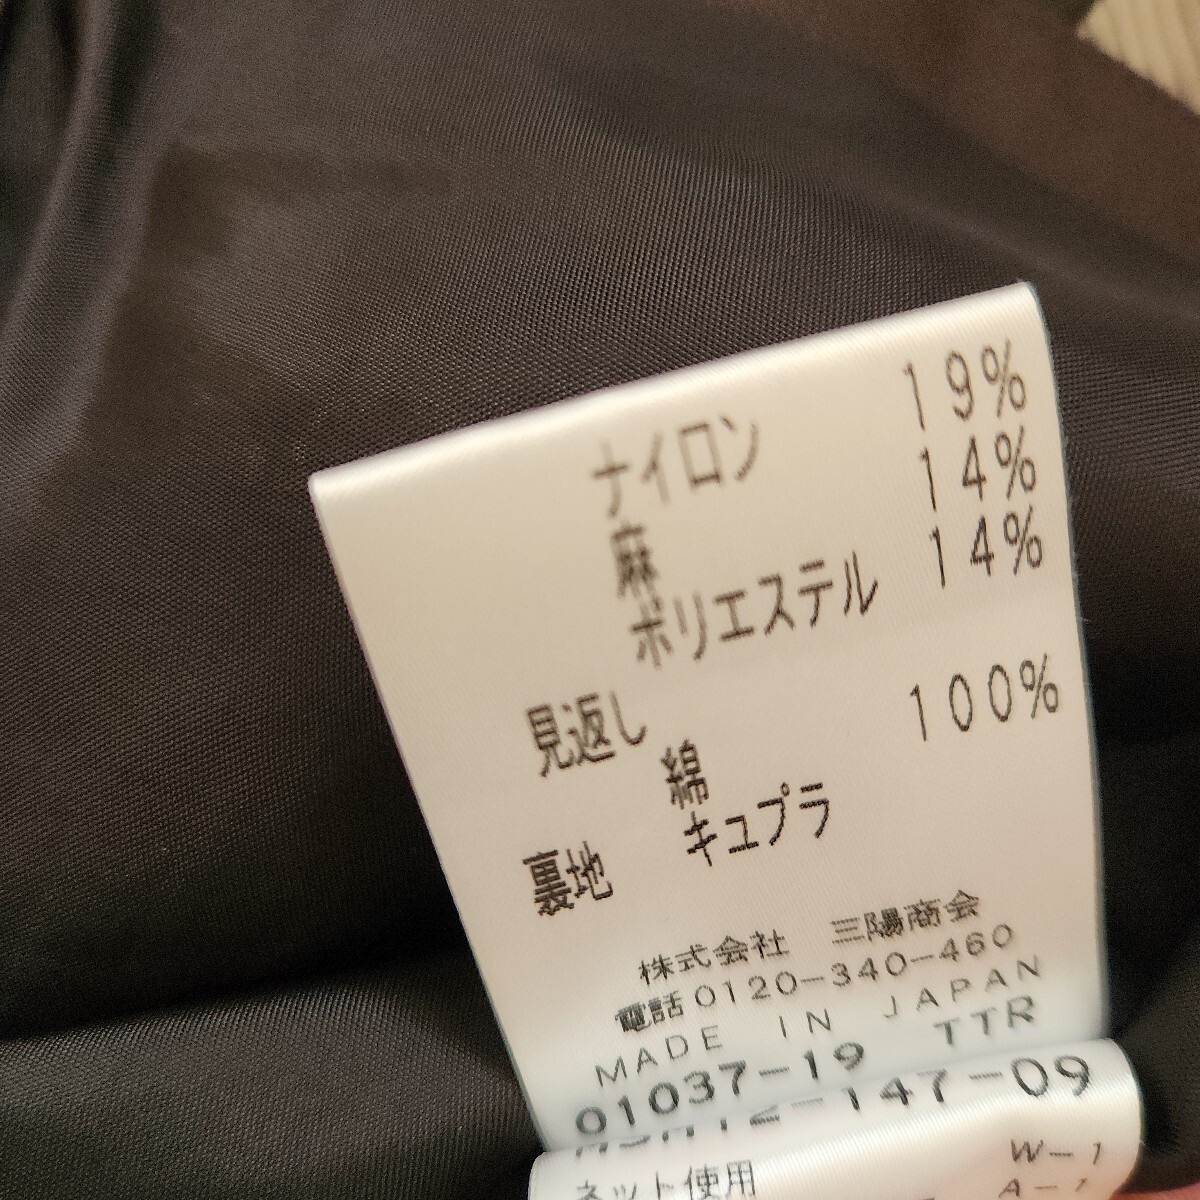 ナイロン 19%
麻 14%
ポリエステル 14%
見返し
綿 100%
裏地 キュプラ
株式会社 三陽商会
電話0120-340-460
MADE IN JAPAN
01037-19 TTR
-147-09
ネット使用 W-1
A-1